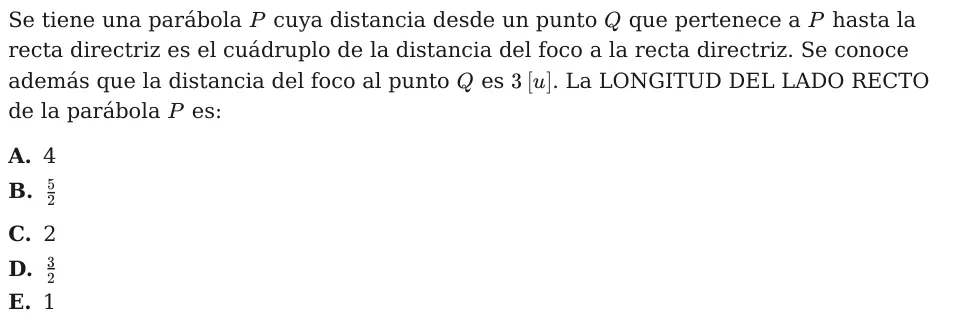 Se tiene una parábola P cuya distancia desde un punto Q que pertenece a P hasta la
recta directriz es el cuádruplo de la distancia del foco a la recta directriz. Se conoce
además que la distancia del foco al punto Q es 3 [u]. La LONGITUD DEL LADO RECTO
de la parábola P es:
A. 4
B. 5/2
C. 2
D. 3/2
E. 1